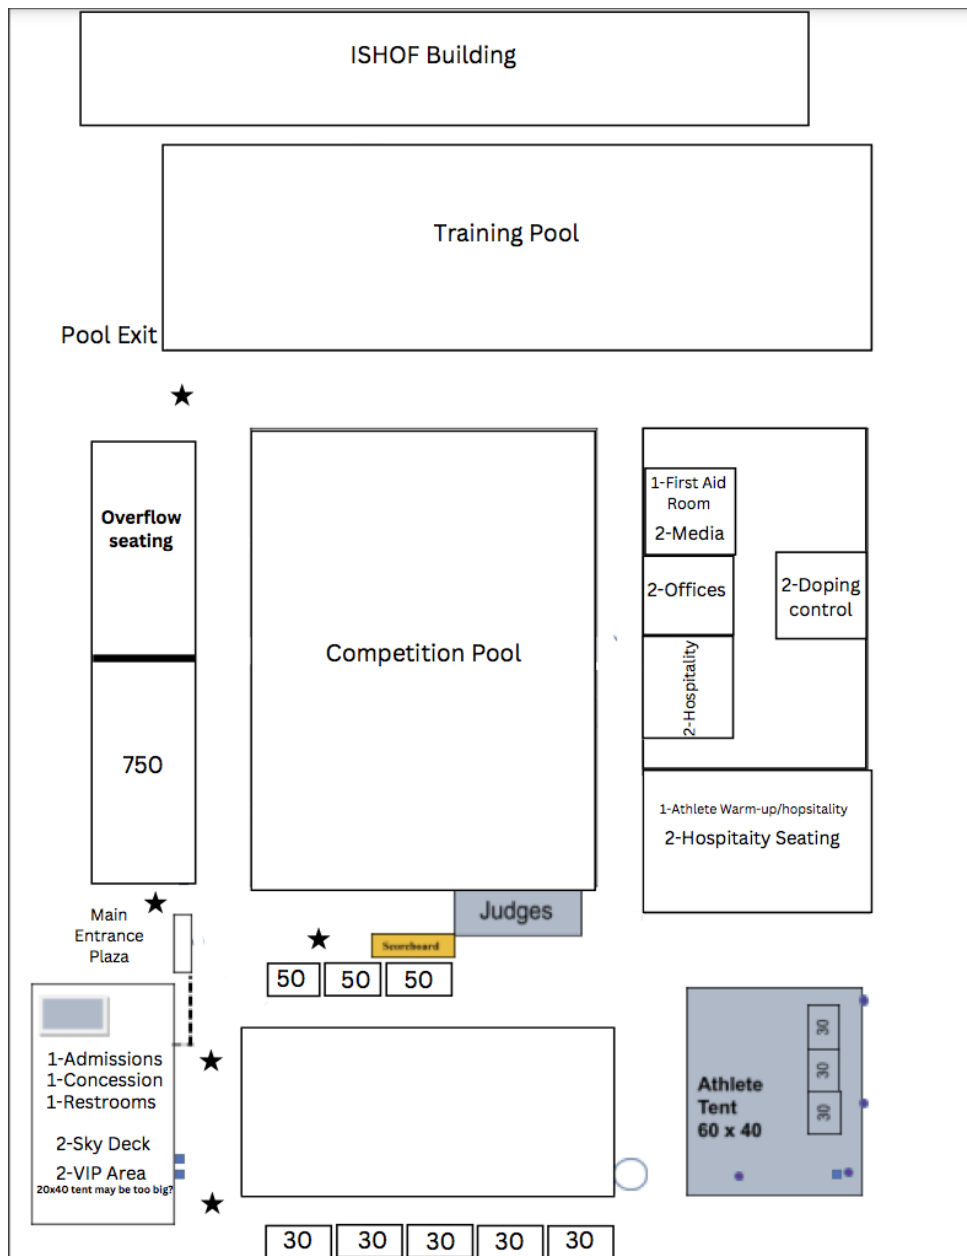 ISHOF Building
Training Pool
Pool Exit
Overflow
seating
750
Competition Pool
1-First Aid
Room
2-Media
2-Offices
2-Hospitality
2-Doping
control
1-Athlete Warm-up/hopsitality
2-Hospitaity Seating
Main
Entrance
Plaza
Judges
Scoreboard
50
50
50
1-Admissions
1-Concession
1-Restrooms
2-Sky Deck
2-VIP Area
20x40 tent may be too big?
Athlete
Tent
60 x 40
30
30
30
30
30
30
30
30